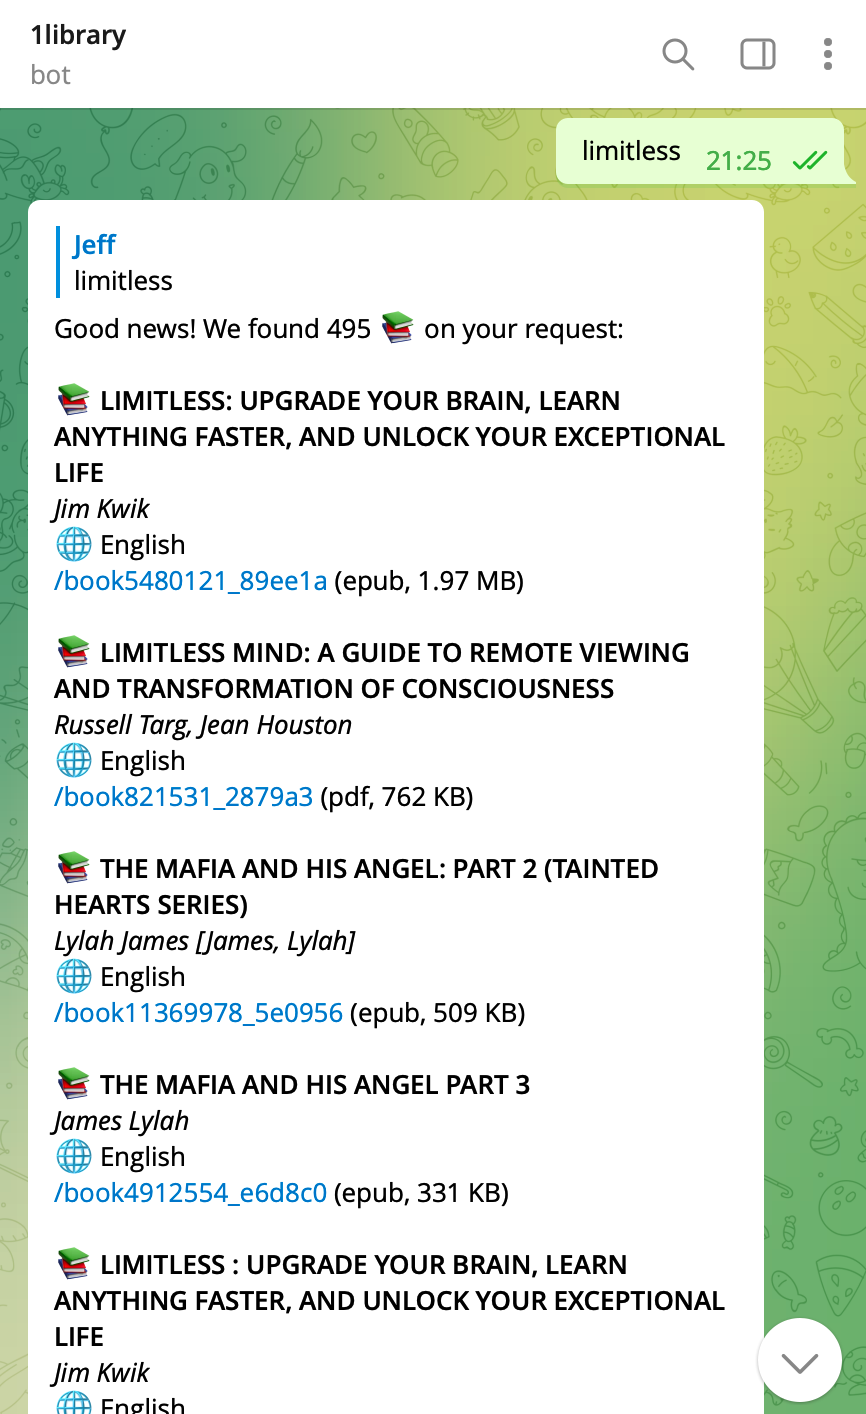 1library
bot
limitless 21:25
Jeff
limitless
Good news! We found 495 📚 on your request:
📚 LIMITLESS: UPGRADE YOUR BRAIN, LEARN
ANYTHING FASTER, AND UNLOCK YOUR EXCEPTIONAL
LIFE
Jim Kwik
🌐 English
/book5480121_89ee1a (epub, 1.97 MB)
📚 LIMITLESS MIND: A GUIDE TO REMOTE VIEWING
AND TRANSFORMATION OF CONSCIOUSNESS
Russell Targ, Jean Houston
🌐 English
/book821531_2879a3 (pdf, 762 KB)
📚 THE MAFIA AND HIS ANGEL: PART 2 (TAINTED
HEARTS SERIES)
Lylah James [James, Lylah]
🌐 English
/book11369978_5e0956 (epub, 509 KB)
📚 THE MAFIA AND HIS ANGEL PART 3
James Lylah
🌐 English
/book4912554_e6d8c0 (epub, 331 KB)
📚 LIMITLESS : UPGRADE YOUR BRAIN, LEARN
ANYTHING FASTER, AND UNLOCK YOUR EXCEPTIONAL
LIFE
Jim Kwik
🌐 English